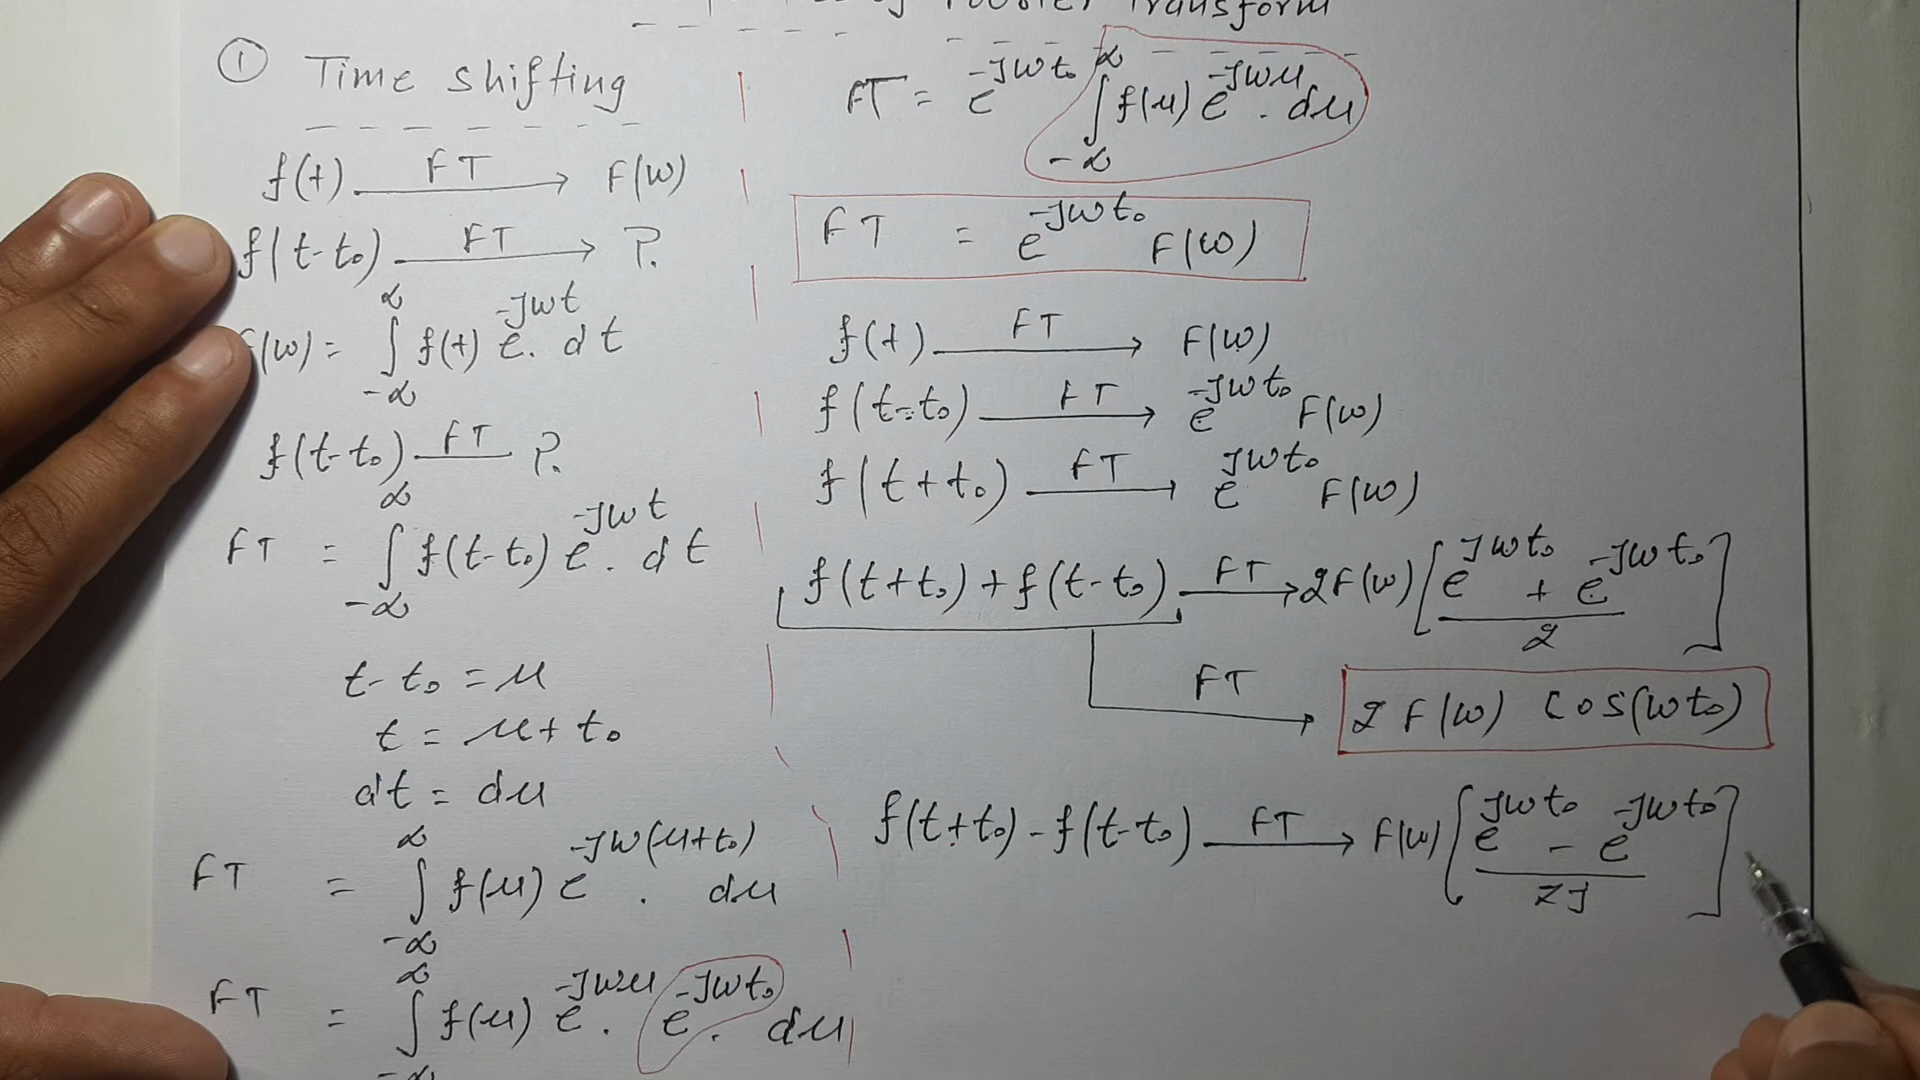 Transform
① Time shifting
f(t) FT → F(w)
f(t-t₀) FT → ?
F(w) = ∫_{-∞}^{∞} f(t) e^{-jwt}. dt
f(t-t₀) FT ?.
FT = ∫_{-∞}^{∞} f(t-t₀) e^{-jwt}. dt
t-t₀ = u
t = u+t₀
dt = du
FT = ∫_{-∞}^{∞} f(u) e^{-jw(u+t₀)}. du
FT = ∫_{-∞}^{∞} f(u) e^{-jwu}. e^{-jwt₀}. du
FT = e^{-jwt₀} ∫_{-∞}^{∞} f(u) e^{-jwu}. du
FT = e^{-jwt₀} F(w)
f(t) FT → F(w)
f(t-t₀) FT → e^{-jwt₀} F(w)
f(t+t₀) FT → e^{jwt₀} F(w)
f(t+t₀)+f(t-t₀) FT → 2F(w)[(e^{jwt₀} + e^{-jwt₀})/2]
FT → 2 F(w) cos(wt₀)
f(t+t₀)-f(t-t₀) FT → F(w)[(e^{jwt₀} - e^{-jwt₀})/2j]